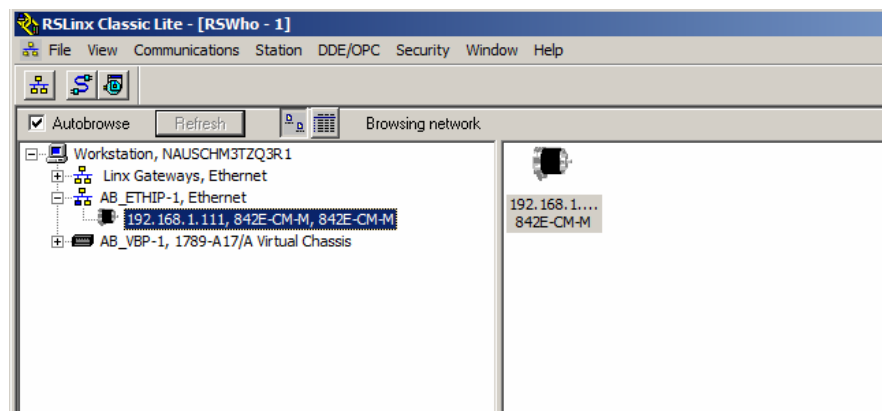 RSLinx Classic Lite - [RSWho - 1]
File View Communications Station DDE/OPC Security Window Help
Autobrowse Refresh Browsing network
Workstation, NAUSCHM3TZQ3R1
Linx Gateways, Ethernet
AB_ETHIP-1, Ethernet
192.168.1.111, 842E-CM-M, 842E-CM-M
AB_VBP-1, 1789-A17/A Virtual Chassis
192.168.1....
842E-CM-M